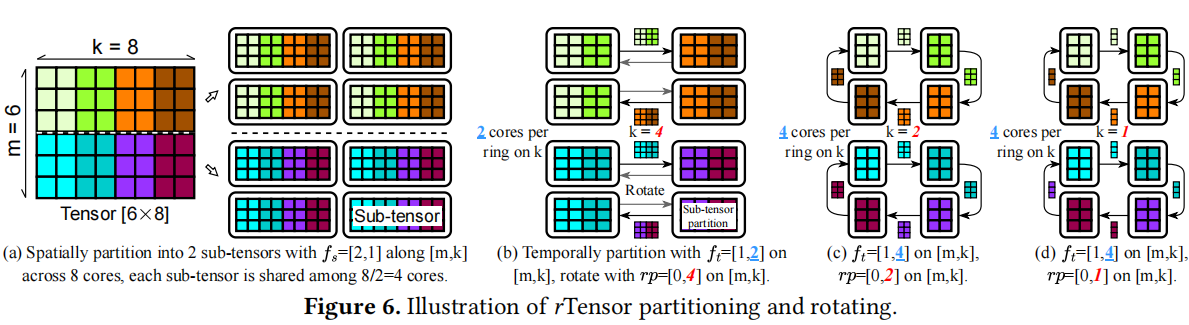 k = 8
m = 6
Tensor [6×8]
Sub-tensor
(a) Spatially partition into 2 sub-tensors with fₛ=[2,1] along [m,k]
across 8 cores, each sub-tensor is shared among 8/2=4 cores.
2 cores per
ring on k
k = 4
Rotate
Sub-tensor
partition
(b) Temporally partition with fₜ=[1,2] on
[m,k], rotate with rp=[0,4] on [m,k].
4 cores per
ring on k
k = 2
(c) fₜ=[1,4] on [m,k],
rp=[0,2] on [m,k].
4 cores per
ring on k
k = 1
(d) fₜ=[1,4] on [m,k],
rp=[0,1] on [m,k].
Figure 6. Illustration of rTensor partitioning and rotating.